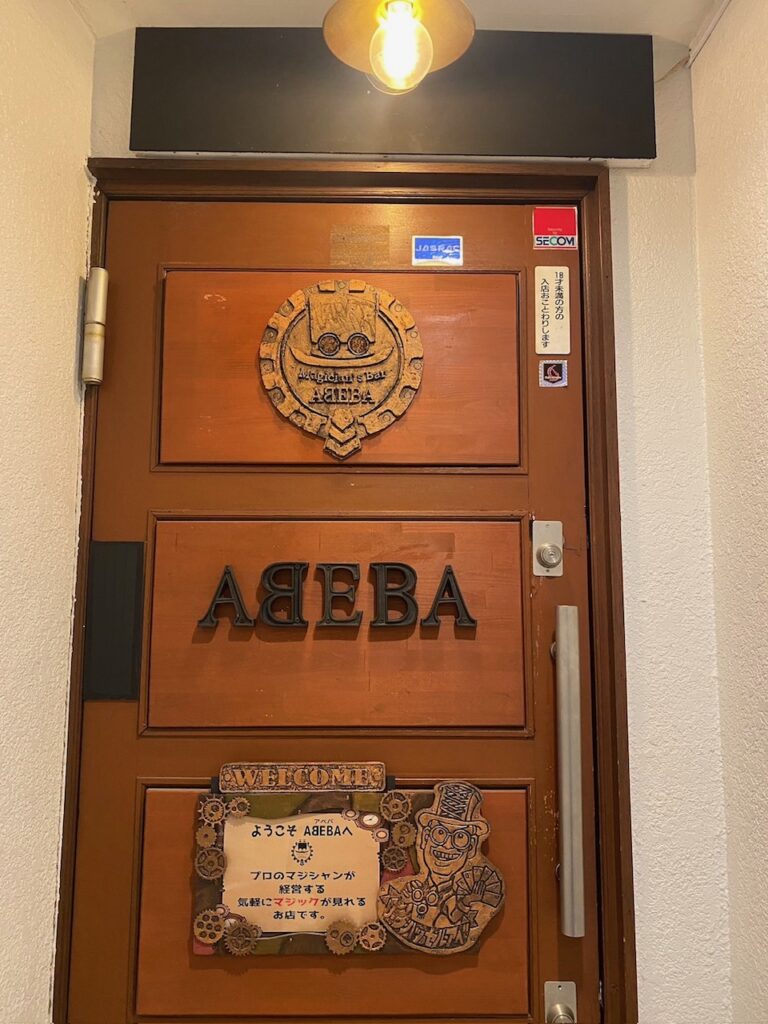 JASRAC
SECOM
18才未満の方の
入店おことわりします
Magician's Bar
ABEBA
ABEBA
WELCOME
アベバ
ようこそ ABEBAへ
プロのマジシャンが
経営する
気軽にマジックが見れる
お店です。